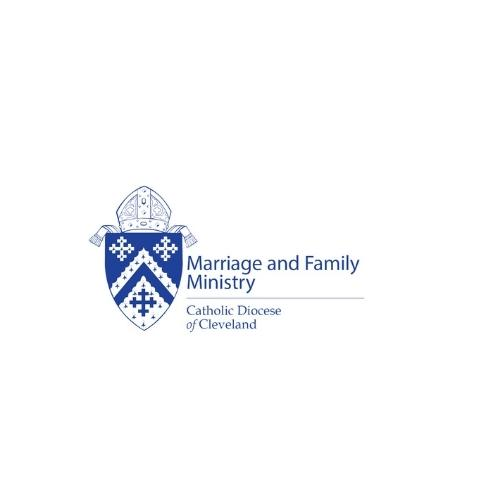 Marriage and Family
Ministry
Catholic Diocese
of Cleveland